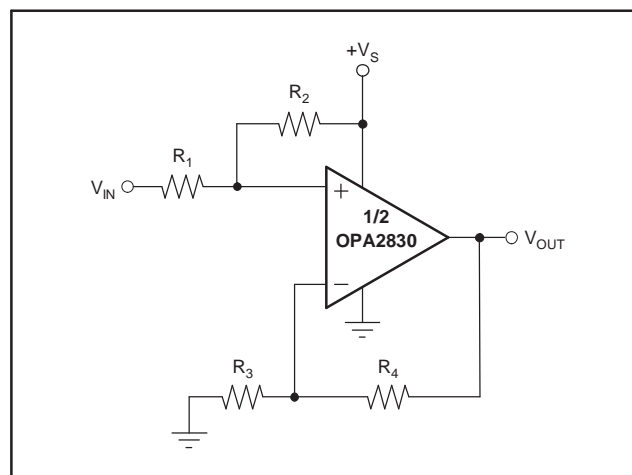 +V_S
R_2
R_1
V_IN
+
1/2
OPA2830
V_OUT
−
R_3
R_4